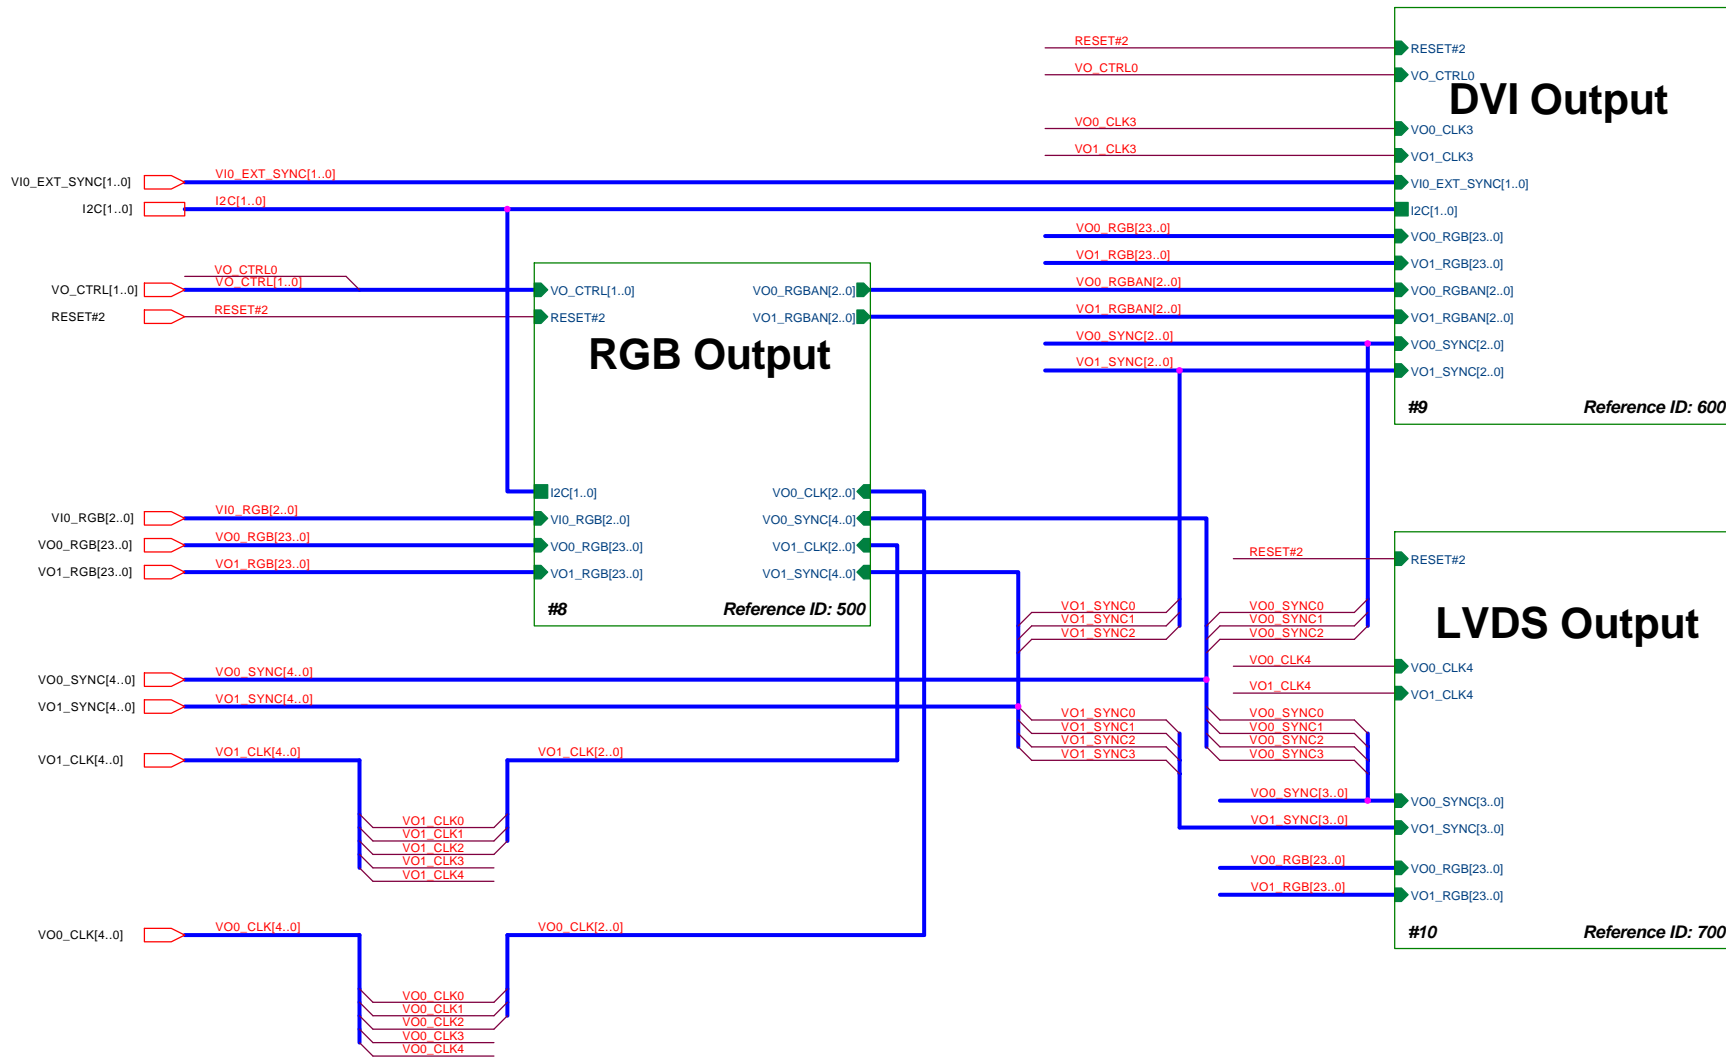 RESET#2
RESET#2
VO_CTRL0
VO_CTRL0
DVI Output
VO0_CLK3
VO0_CLK3
VO1_CLK3
VO1_CLK3
VI0_EXT_SYNC[1..0]
VI0_EXT_SYNC[1..0]
VI0_EXT_SYNC[1..0]
I2C[1..0]
I2C[1..0]
I2C[1..0]
VO0_RGB[23..0]
VO0_RGB[23..0]
VO1_RGB[23..0]
VO1_RGB[23..0]
VO_CTRL0
VO_CTRL[1..0]
VO_CTRL[1..0]
VO_CTRL[1..0]
VO0_RGBAN[2..0]
VO0_RGBAN[2..0]
VO0_RGBAN[2..0]
RESET#2
RESET#2
RESET#2
VO1_RGBAN[2..0]
VO1_RGBAN[2..0]
VO1_RGBAN[2..0]
RGB Output
VO0_SYNC[2..0]
VO0_SYNC[2..0]
VO1_SYNC[2..0]
VO1_SYNC[2..0]
#9
Reference ID: 600
I2C[1..0]
VO0_CLK[2..0]
VI0_RGB[2..0]
VI0_RGB[2..0]
VI0_RGB[2..0]
VO0_SYNC[4..0]
VO0_RGB[23..0]
VO0_RGB[23..0]
VO0_RGB[23..0]
VO1_CLK[2..0]
VO1_RGB[23..0]
VO1_RGB[23..0]
VO1_RGB[23..0]
VO1_SYNC[4..0]
#8
Reference ID: 500
RESET#2
RESET#2
LVDS Output
VO1_SYNC0
VO1_SYNC1
VO1_SYNC2
VO0_SYNC0
VO0_SYNC1
VO0_SYNC2
VO0_CLK4
VO0_CLK4
VO1_CLK4
VO1_CLK4
VO0_SYNC[4..0]
VO0_SYNC[4..0]
VO1_SYNC[4..0]
VO1_SYNC[4..0]
VO1_SYNC0
VO1_SYNC1
VO1_SYNC2
VO1_SYNC3
VO0_SYNC0
VO0_SYNC1
VO0_SYNC2
VO0_SYNC3
VO1_CLK[4..0]
VO1_CLK[4..0]
VO1_CLK[2..0]
VO0_SYNC[3..0]
VO0_SYNC[3..0]
VO1_SYNC[3..0]
VO1_SYNC[3..0]
VO1_CLK0
VO1_CLK1
VO1_CLK2
VO1_CLK3
VO1_CLK4
VO0_RGB[23..0]
VO0_RGB[23..0]
VO1_RGB[23..0]
VO1_RGB[23..0]
#10
Reference ID: 700
VO0_CLK[4..0]
VO0_CLK[4..0]
VO0_CLK[2..0]
VO0_CLK0
VO0_CLK1
VO0_CLK2
VO0_CLK3
VO0_CLK4